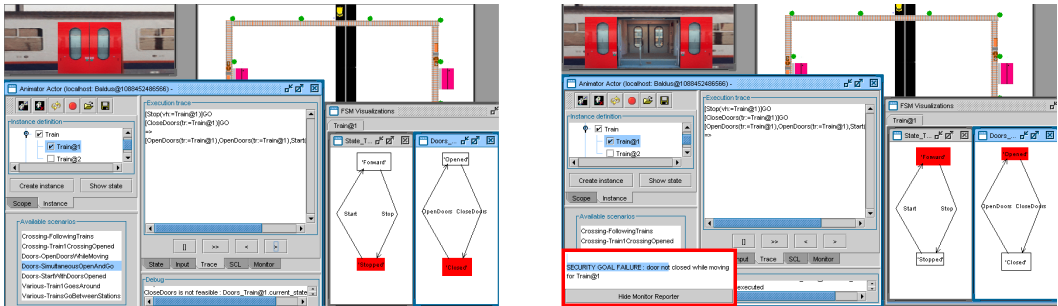 Animator Actor (localhost: Baldus@1088452486566) -
Instance definition
Train
Train@1
Train@2
Create instance
Show state
Scope
Instance
Available scenarios
Crossing-FollowingTrains
Crossing-Train1CrossingOpened
Doors-OpenDoorsWhileMoving
Doors-SimultaneousOpenAndGo
Doors-StartWithDoorsOpened
Various-Train1GoesAround
Various-TrainsGoBetweenStations
Execution trace
[Stop(vh:=Train@1)]GO
[CloseDoors(tr:=Train@1)]GO
=>
[OpenDoors(tr:=Train@1),OpenDoors(tr:=Train@1),Start(
[]
>>
<
>
State
Input
Trace
SCL
Monitor
Debug
CloseDoors is not feasible : Doors_Train@1.current_state
FSM Visualizations
Train@1
State_T...
Doors_...
'Forward'
Start
Stop
'Stopped'
'Opened'
OpenDoors
CloseDoors
'Closed'
Animator Actor (localhost: Baldus@1088452486566) -
Instance definition
Train
Train@1
Train@2
Create instance
Show state
Scope
Instance
Available scenarios
Crossing-FollowingTrains
Crossing-Train1CrossingOpened
SECURITY GOAL FAILURE : door not closed while moving
for Train@1
Hide Monitor Reporter
Execution trace
[Stop(vh:=Train@1)]GO
[CloseDoors(tr:=Train@1)]GO
[OpenDoors(tr:=Train@1),OpenDoors(tr:=Train@1),Start(
=>
[]
>>
<
>
Trace
SCL
Monitor
executed
FSM Visualizations
Train@1
State_T...
Doors_...
'Forward'
Start
Stop
'Stopped'
'Opened'
OpenDoors
CloseDoors
'Closed'